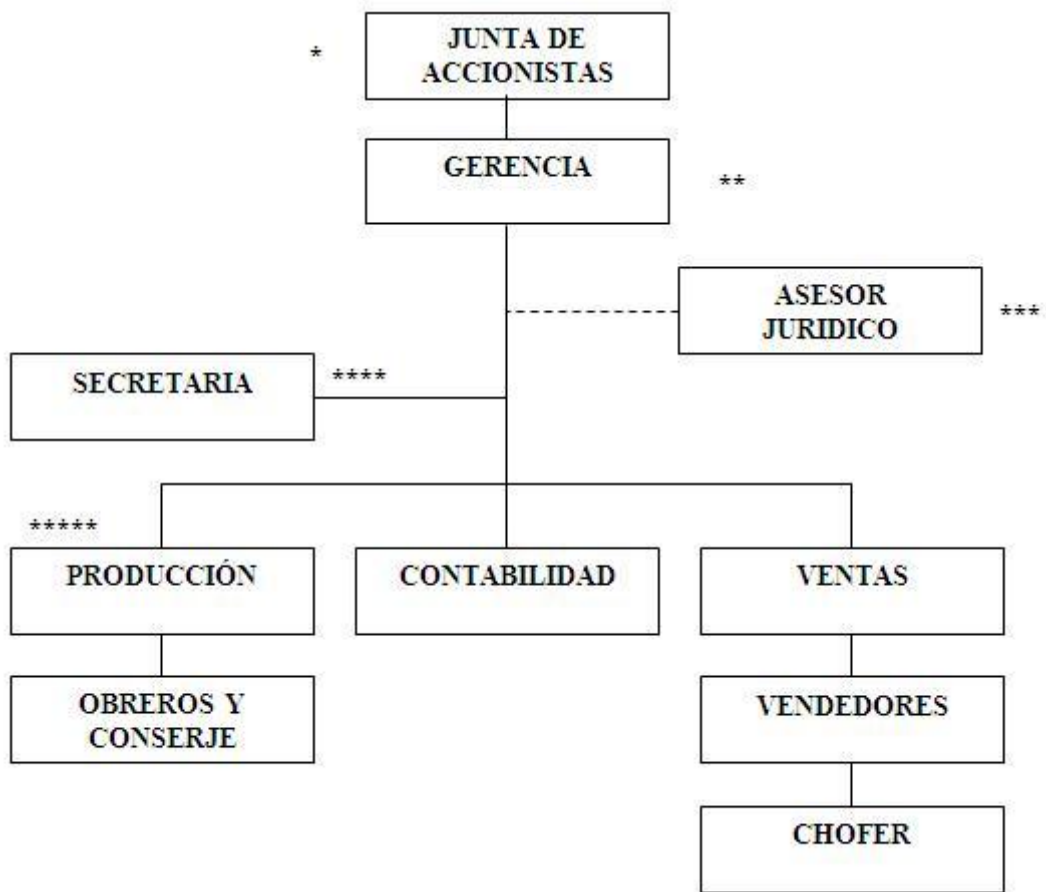 *
JUNTA DE
ACCIONISTAS
GERENCIA
**
ASESOR
JURIDICO
***
SECRETARIA
****
*****
PRODUCCIÓN
CONTABILIDAD
VENTAS
OBREROS Y
CONSERJE
VENDEDORES
CHOFER